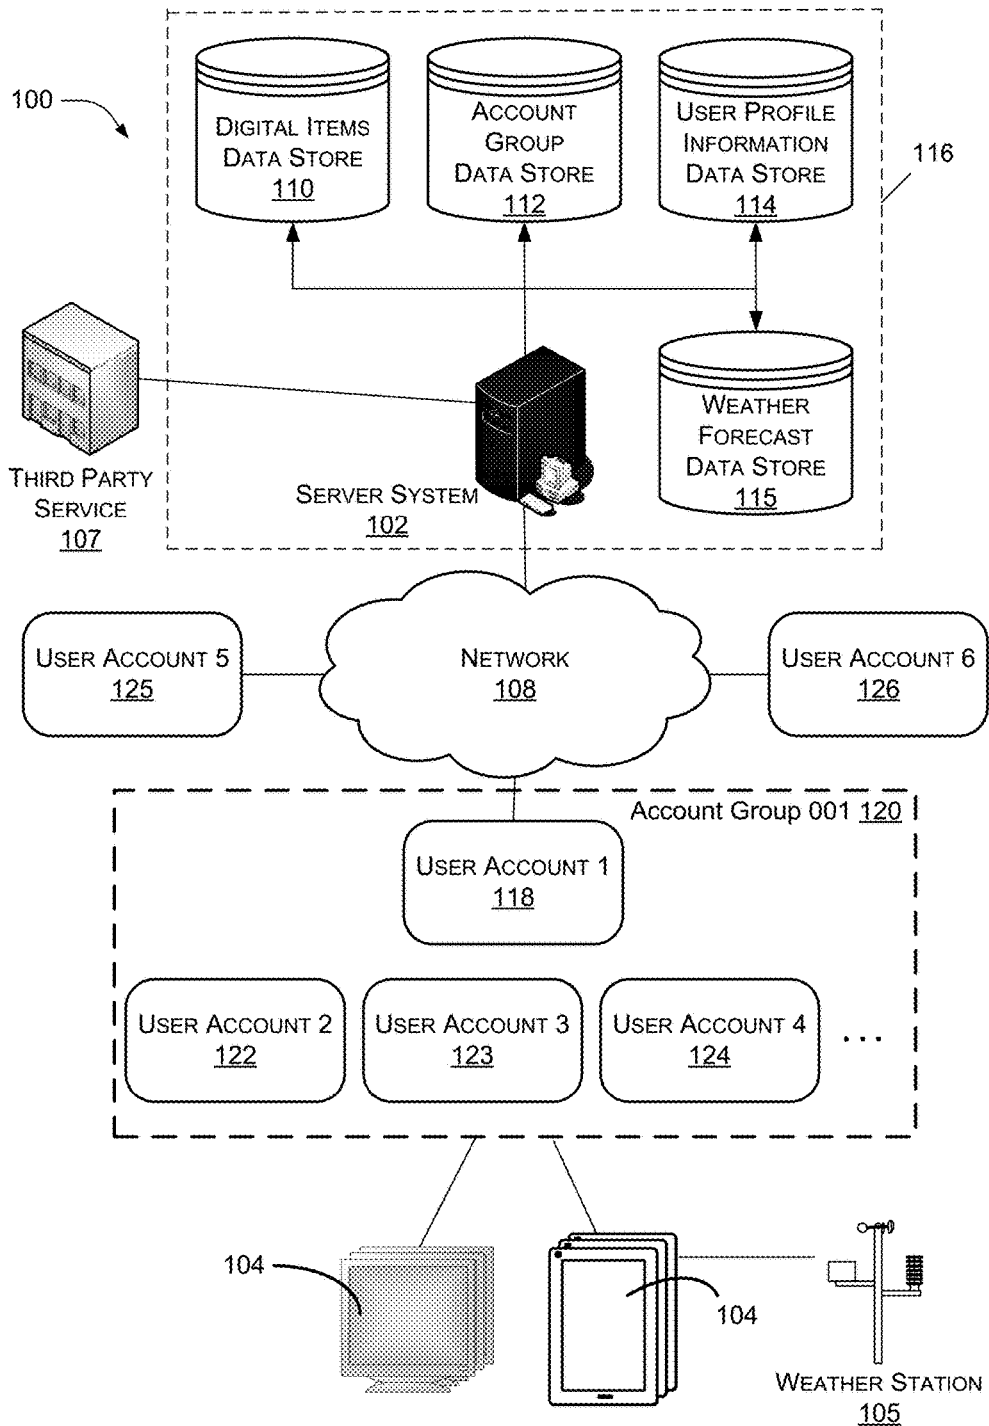 100
DIGITAL ITEMS
DATA STORE
110
ACCOUNT
GROUP
DATA STORE
112
USER PROFILE
INFORMATION
DATA STORE
114
116
THIRD PARTY
SERVICE
107
SERVER SYSTEM
102
WEATHER
FORECAST
DATA STORE
115
USER ACCOUNT 5
125
NETWORK
108
USER ACCOUNT 6
126
Account Group 001 120
USER ACCOUNT 1
118
USER ACCOUNT 2
122
USER ACCOUNT 3
123
USER ACCOUNT 4
124
...
104
104
WEATHER STATION
105